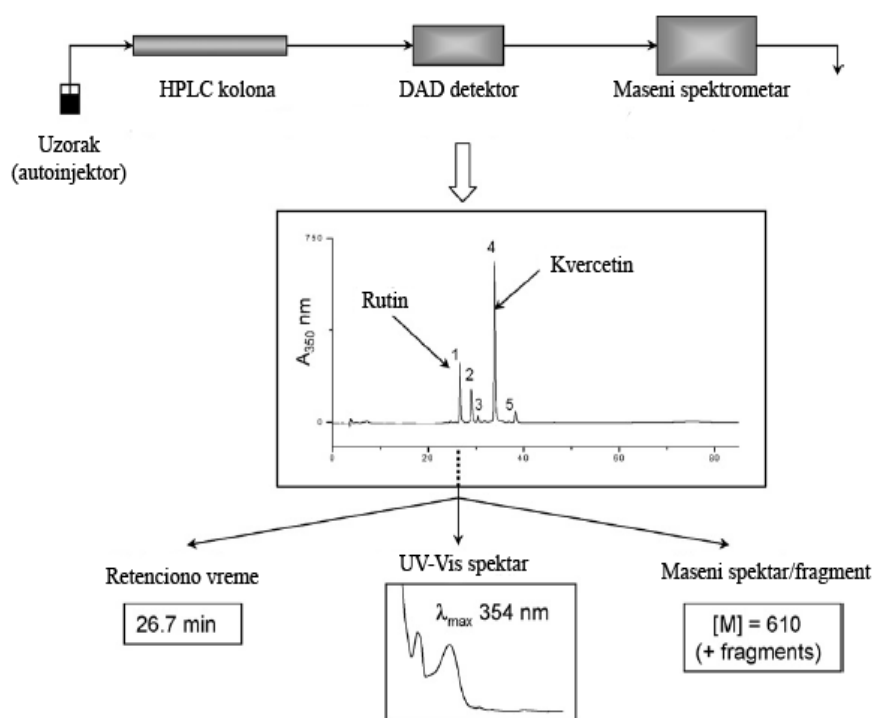 HPLC kolona
DAD detektor
Maseni spektrometar
Uzorak
(autoinjektor)
750
4
Kvercetin
Rutin
A350 nm
1
2
3
5
0
0
20
40
60
80
Retenciono vreme
UV-Vis spektar
Maseni spektar/fragment
26.7 min
λmax 354 nm
[M] = 610
(+ fragments)